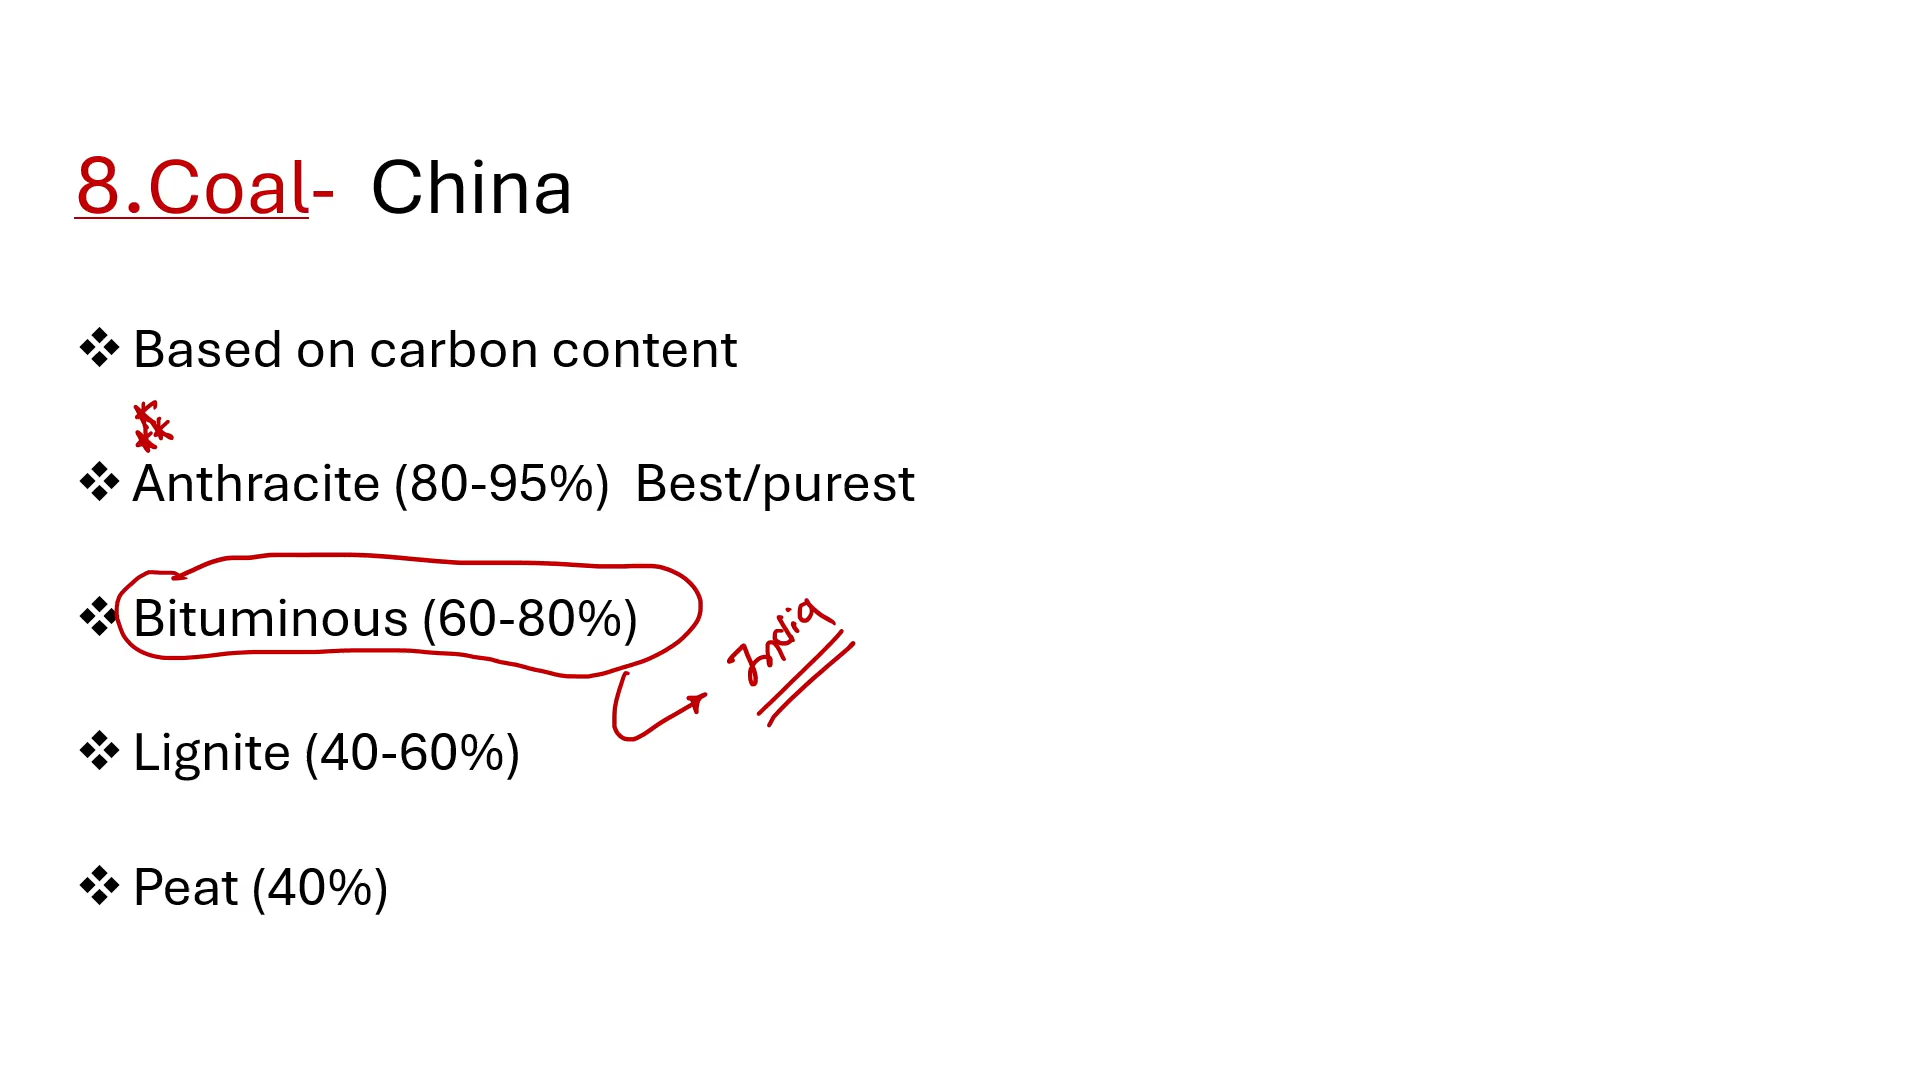 8.Coal- China
❖ Based on carbon content
❖ Anthracite (80-95%) Best/purest
❖ Bituminous (60-80%)
India
❖ Lignite (40-60%)
❖ Peat (40%)